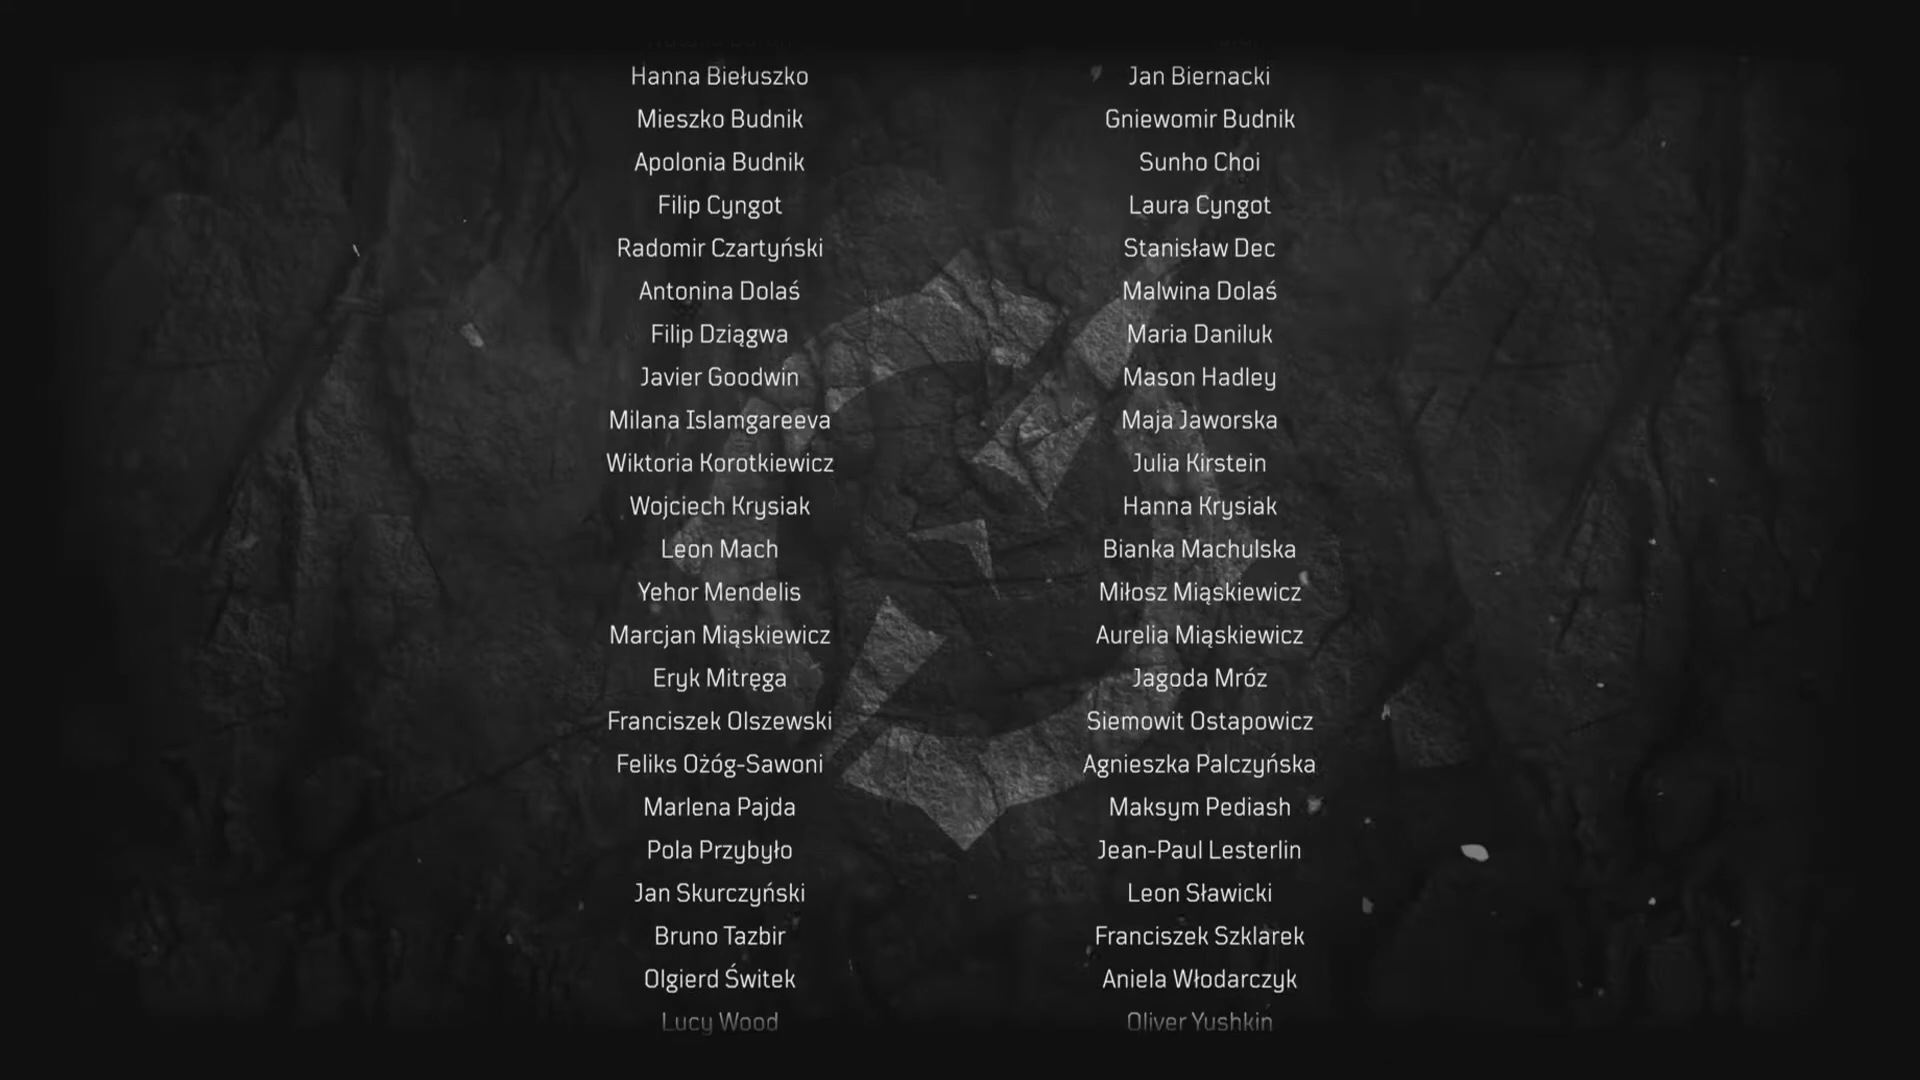 Hanna Biełuszko Jan Biernacki
Mieszko Budnik Gniewomir Budnik
Apolonia Budnik Sunho Choi
Filip Cyngot Laura Cyngot
Radomir Czartyński Stanisław Dec
Antonina Dolaś Malwina Dolaś
Filip Dziągwa Maria Daniluk
Javier Goodwin Mason Hadley
Milana Islamgareeva Maja Jaworska
Wiktoria Korotkiewicz Julia Kirstein
Wojciech Krysiak Hanna Krysiak
Leon Mach Bianka Machulska
Yehor Mendelis Miłosz Miąskiewicz
Marcjan Miąskiewicz Aurelia Miąskiewicz
Eryk Mitręga Jagoda Mróz
Franciszek Olszewski Siemowit Ostapowicz
Feliks Ożóg-Sawoni Agnieszka Palczyńska
Marlena Pajda Maksym Pediash
Pola Przybyło Jean-Paul Lesterlin
Jan Skurczyński Leon Sławicki
Bruno Tazbir Franciszek Szklarek
Olgierd Świtek Aniela Włodarczyk
Lucy Wood Oliver Yushkin